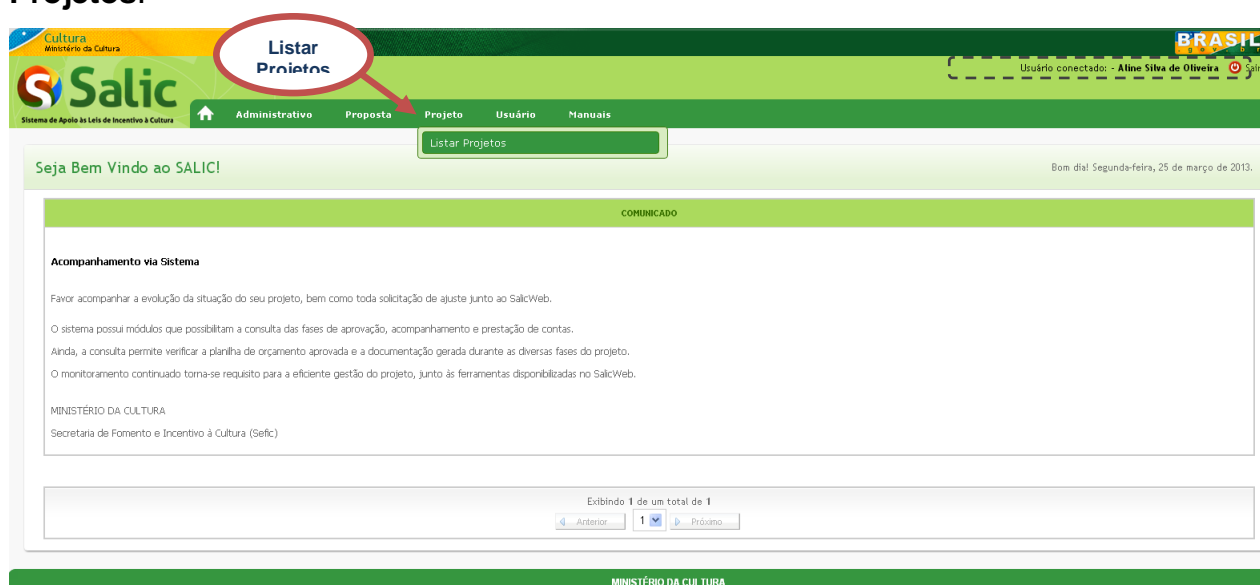 Projetos.
Cultura
Ministério da Cultura
BRASIL
g o v . b r
Listar
Projetos
Usuário conectado: - Aline Silva de Oliveira Sair
Salic
Sistema de Apoio às Leis de Incentivo à Cultura
Administrativo Proposta Projeto Usuário Manuais
Listar Projetos
Seja Bem Vindo ao SALIC!
Bom dia! Segunda-feira, 25 de março de 2013.
COMUNICADO
Acompanhamento via Sistema
Favor acompanhar a evolução da situação do seu projeto, bem como toda solicitação de ajuste junto ao SalicWeb.
O sistema possui módulos que possibilitam a consulta das fases de aprovação, acompanhamento e prestação de contas.
Ainda, a consulta permite verificar a planilha de orçamento aprovada e a documentação gerada durante as diversas fases do projeto.
O monitoramento continuado torna-se requisito para a eficiente gestão do projeto, junto ás ferramentas disponibilizadas no SalicWeb.
MINISTÉRIO DA CULTURA
Secretaria de Fomento e Incentivo à Cultura (Sefic)
Exibindo 1 de um total de 1
Anterior 1 Próximo
MINISTÉRIO DA CULTURA